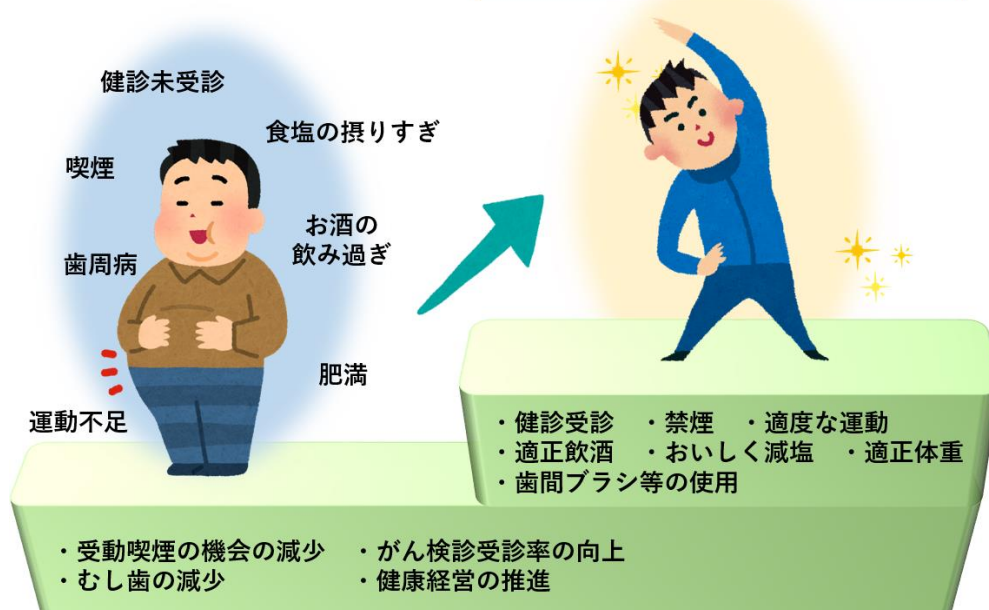 健診未受診
食塩の摂りすぎ
喫煙
お酒の
飲み過ぎ
歯周病
肥満
運動不足
・健診受診　・禁煙　・適度な運動
・適正飲酒　・おいしく減塩　・適正体重
・歯間ブラシ等の使用
・受動喫煙の機会の減少　・がん検診受診率の向上
・むし歯の減少　・健康経営の推進